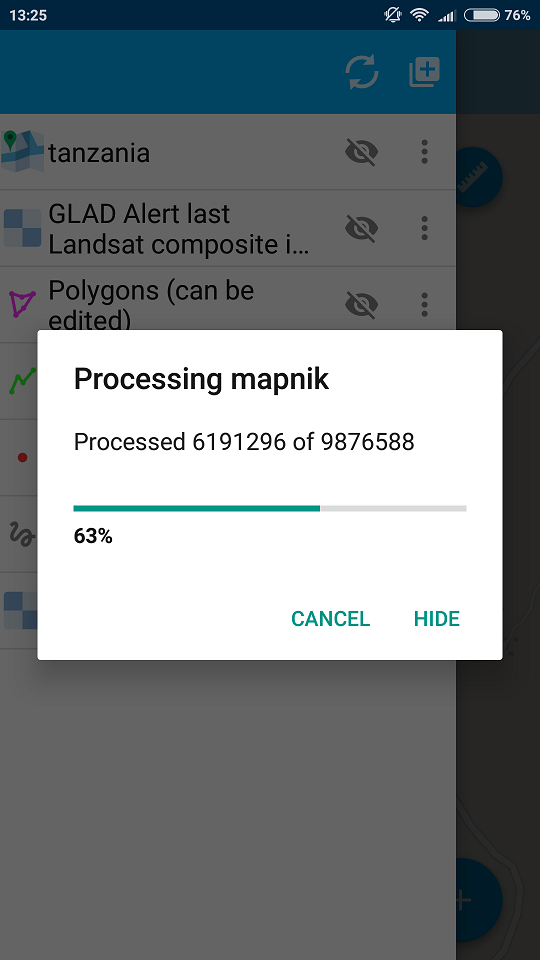 13:25
76%
tanzania
GLAD Alert last
Landsat composite i...
Polygons (can be
edited)
Processing mapnik
Processed 6191296 of 9876588
63%
CANCEL HIDE